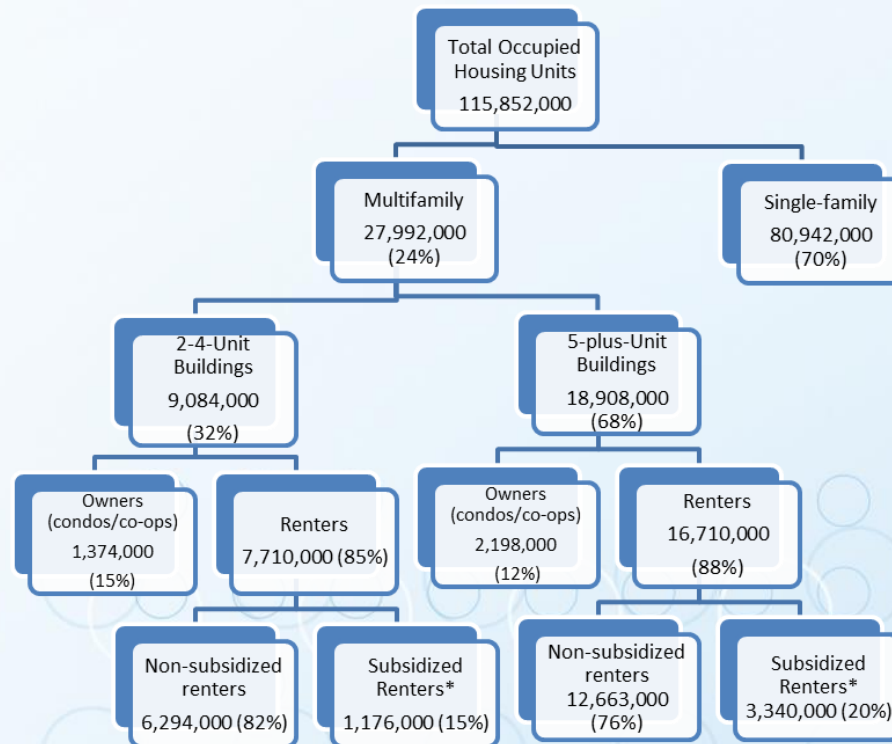 Total Occupied
Housing Units
115,852,000
Multifamily
27,992,000
(24%)
Single-family
80,942,000
(70%)
2-4-Unit
Buildings
9,084,000
(32%)
5-plus-Unit
Buildings
18,908,000
(68%)
Owners
(condos/co-ops)
1,374,000
(15%)
Renters
7,710,000 (85%)
Owners
(condos/co-ops)
2,198,000
(12%)
Renters
16,710,000
(88%)
Non-subsidized
renters
6,294,000 (82%)
Subsidized
Renters*
1,176,000 (15%)
Non-subsidized
renters
12,663,000
(76%)
Subsidized
Renters*
3,340,000 (20%)